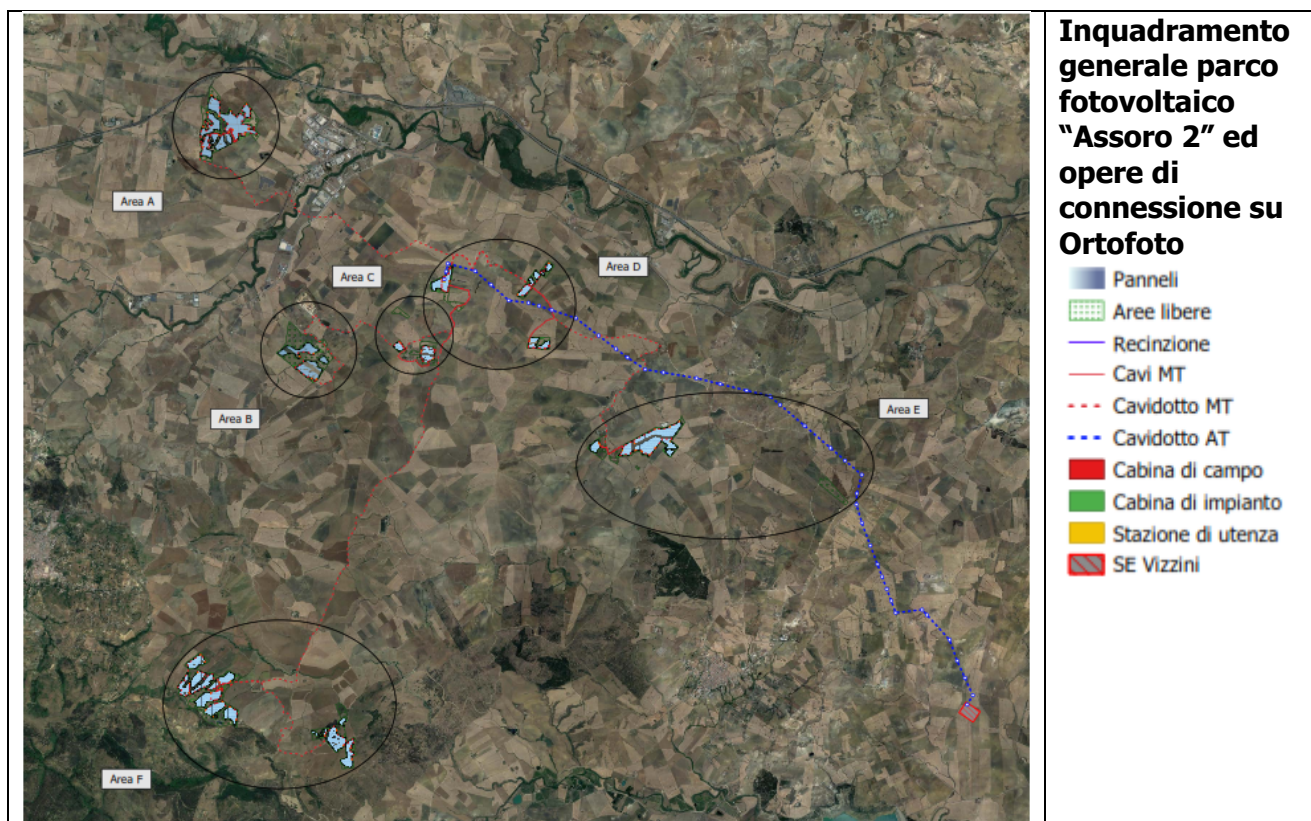 Area A
Area C
Area D
Area B
Area E
Area F
Inquadramento
generale parco
fotovoltaico
“Assoro 2” ed
opere di
connessione su
Ortofoto
Panneli
Aree libere
Recinzione
Cavi MT
Cavidotto MT
Cavidotto AT
Cabina di campo
Cabina di impianto
Stazione di utenza
SE Vizzini